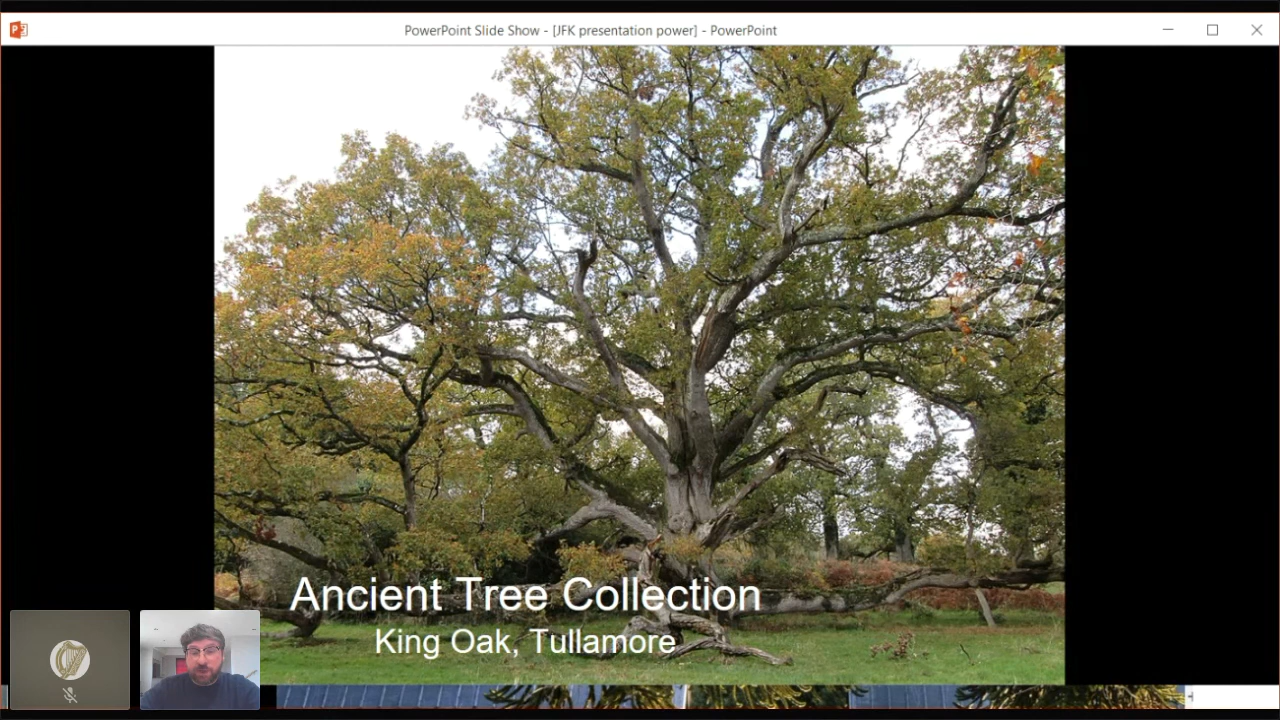 PowerPoint Slide Show - [JFK presentation power] - PowerPoint
Ancient Tree Collection
King Oak, Tullamore